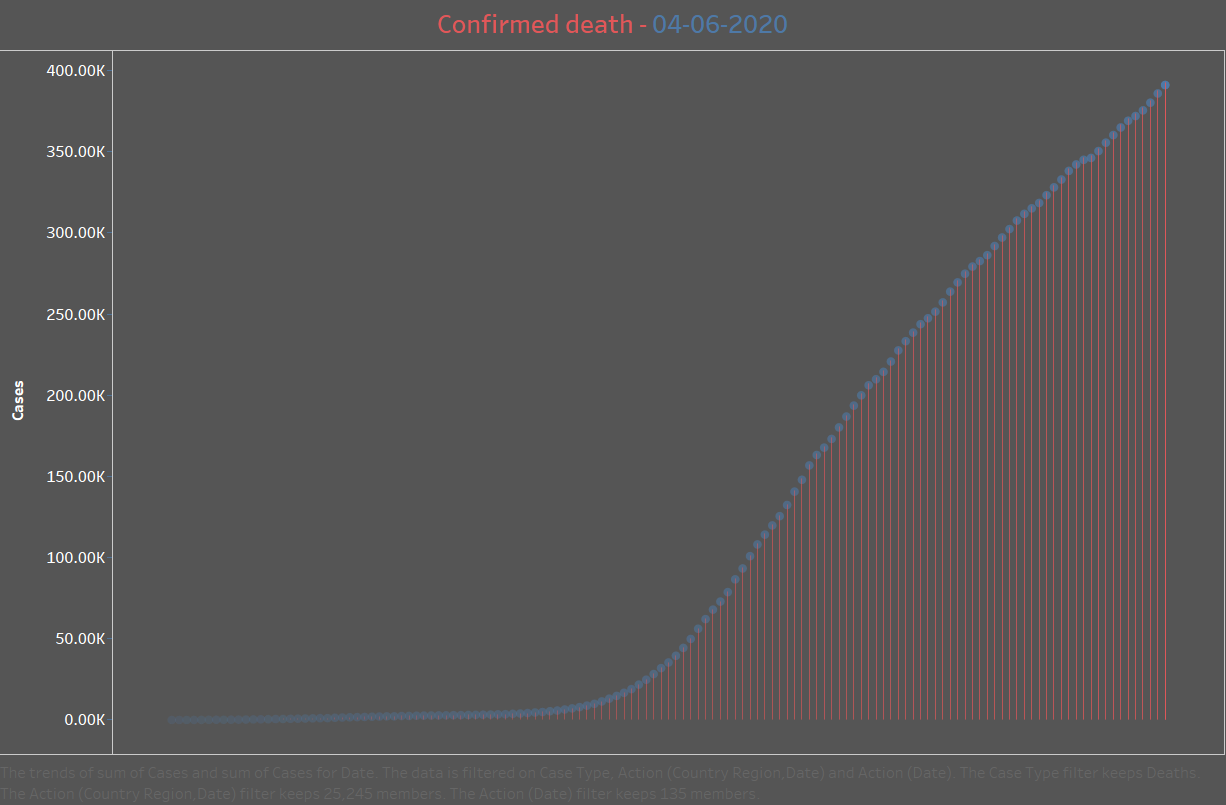 Confirmed death - 04-06-2020
400.00K
350.00K
300.00K
250.00K
200.00K
150.00K
100.00K
50.00K
0.00K
Cases
The trends of sum of Cases and sum of Cases for Date. The data is filtered on Case Type, Action (Country Region,Date) and Action (Date). The Case Type filter keeps Deaths.
The Action (Country Region,Date) filter keeps 25,245 members. The Action (Date) filter keeps 135 members.